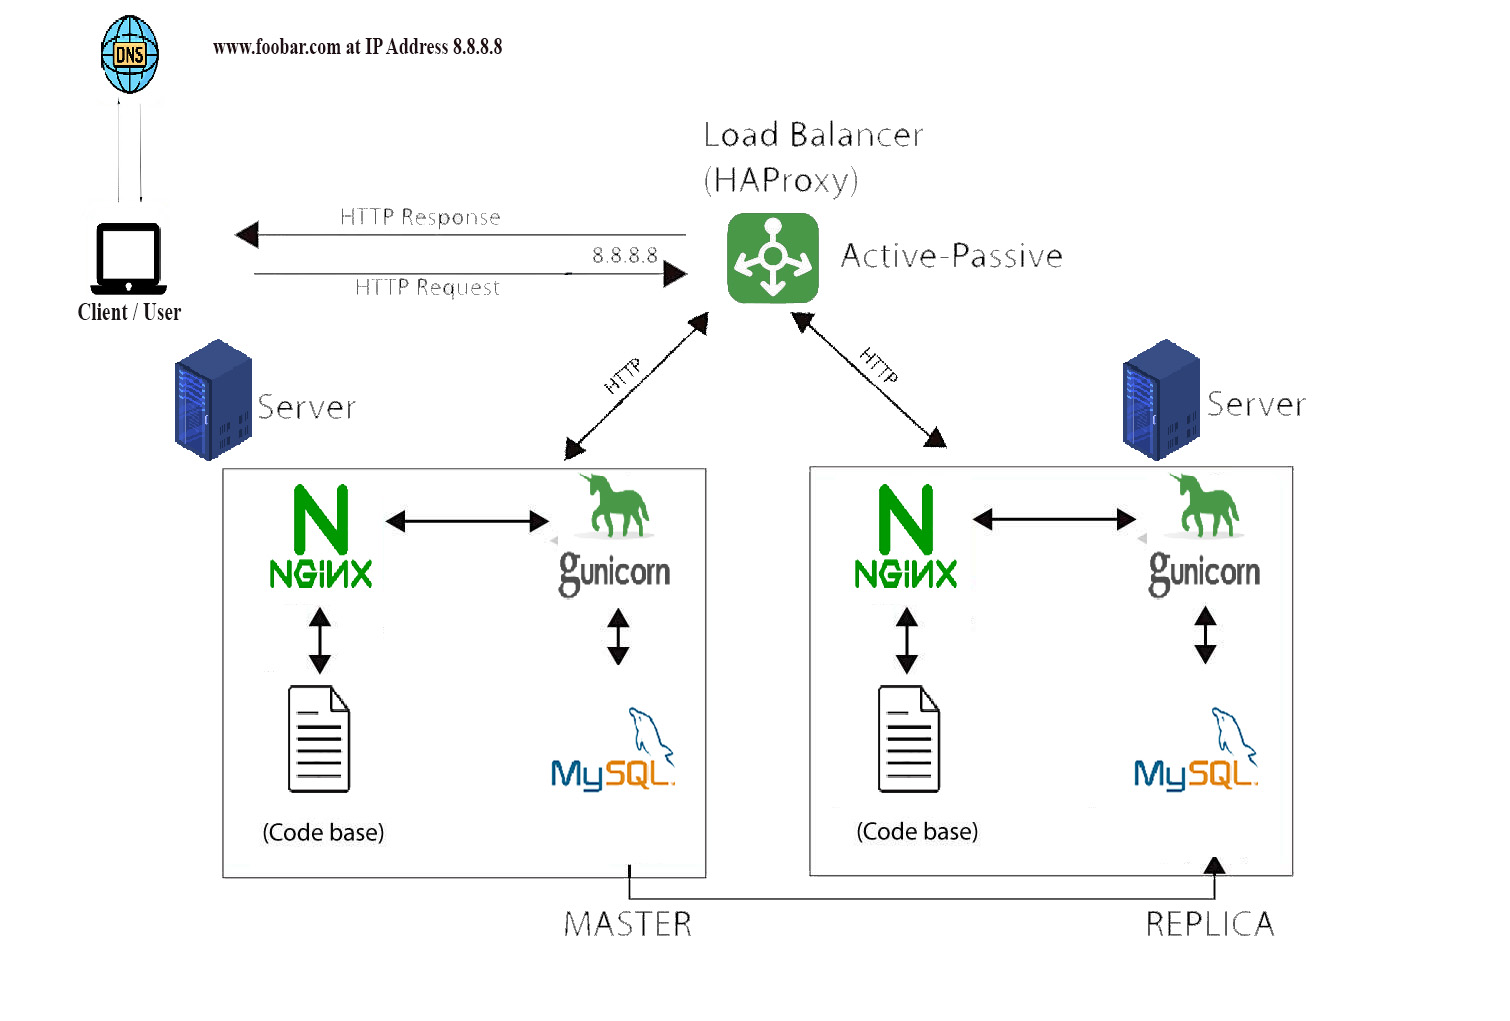 DNS
www.foobar.com at IP Address 8.8.8.8
Load Balancer
(HAProxy)
HTTP Response
8.8.8.8
Active-Passive
HTTP Request
Client / User
HTTP
HTTP
Server
Server
N
NGiNX
gunicorn
N
NGiNX
gunicorn
MySQL
MySQL
(Code base)
(Code base)
MASTER
REPLICA